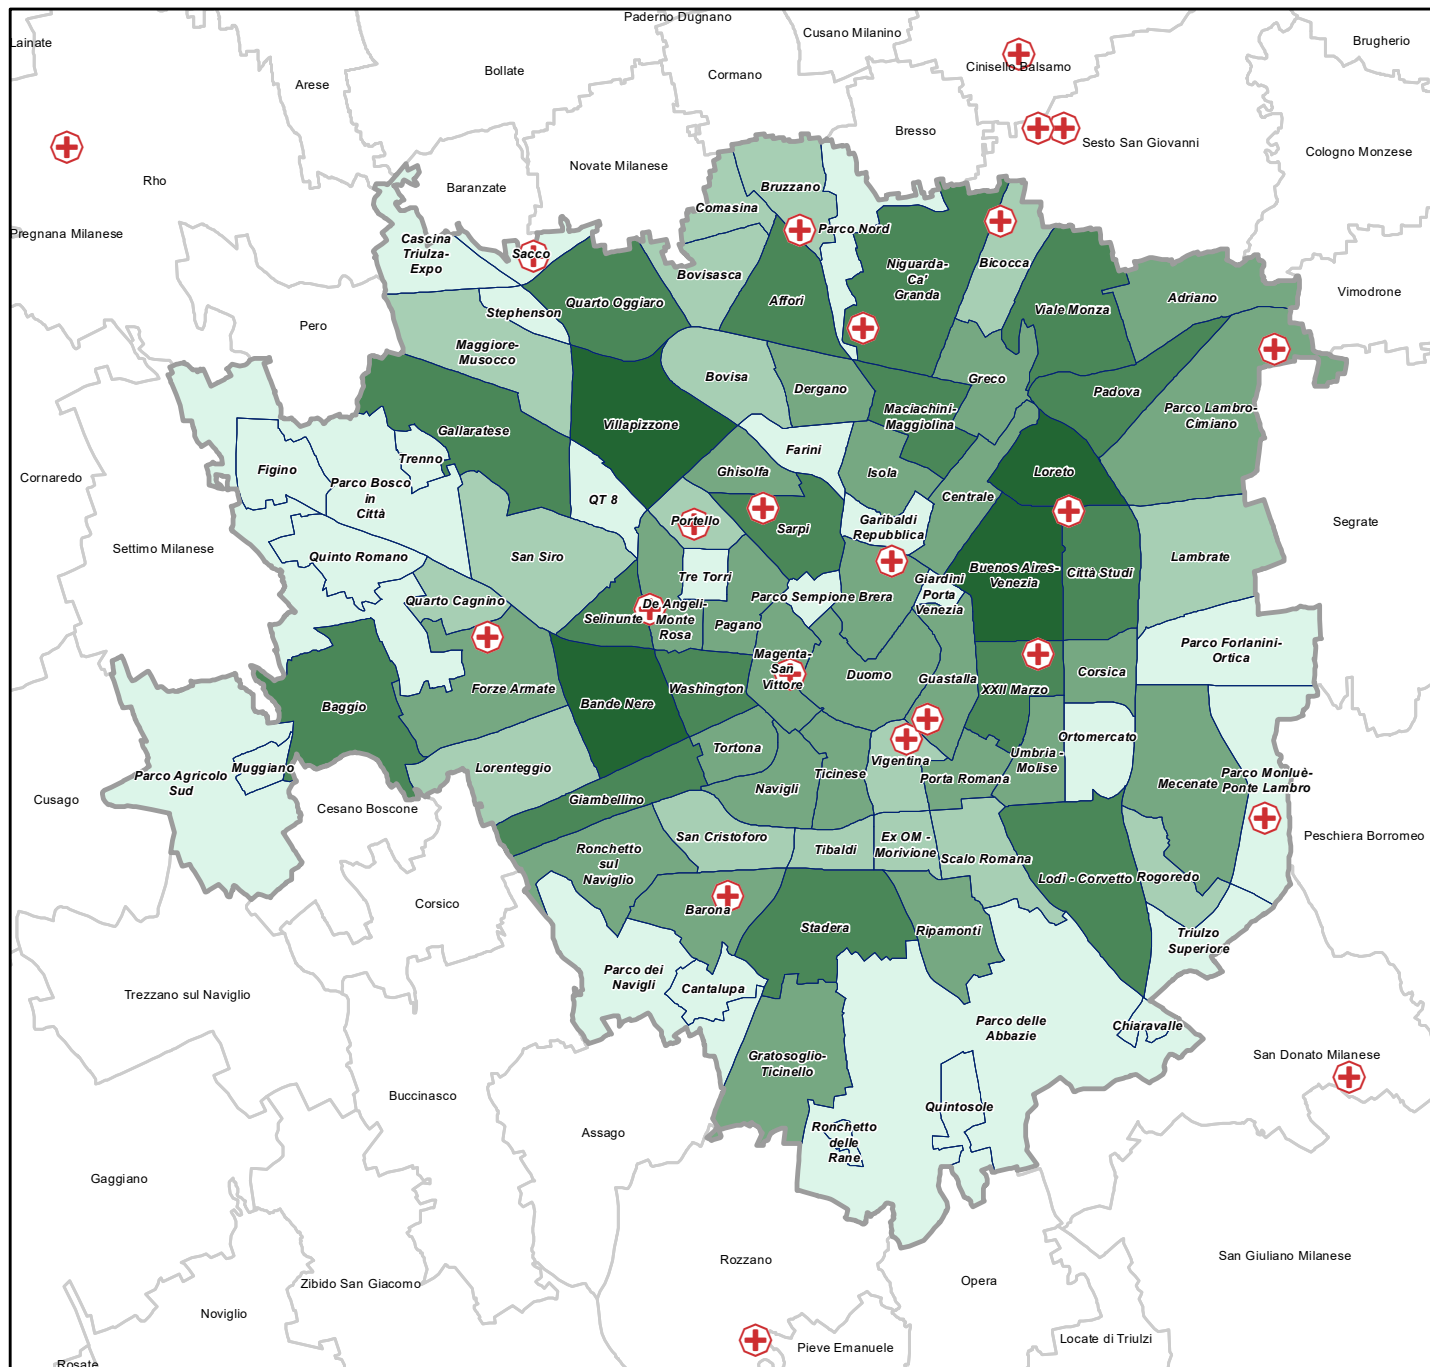 Paderno Dugnano
Lainate
Cusano Milanino
Brugherio
Bollate
Cinisello Balsamo
Arese
Cormano
Bresso
Sesto San Giovanni
Cologno Monzese
Novate Milanese
Rho
Baranzate
Bruzzano
Comasina
Parco Nord
Pregnana Milanese
Cascina
Triulza-
Expo
Sacco
Niguarda-
Ca'
Granda
Bicocca
Bovisasca
Vimodrone
Quarto Oggiaro
Affori
Viale Monza
Adriano
Stephenson
Pero
Maggiore-
Musocco
Bovisa
Dergano
Greco
Padova
Maciachini-
Maggiolina
Parco Lambro-
Cimiano
Villapizzone
Gallaratese
Farini
Trenno
Figino
Ghisolfa
Isola
Loreto
Cornaredo
Parco Bosco
in
Città
QT 8
Centrale
Portello
Sarpi
Garibaldi
Repubblica
Segrate
Settimo Milanese
Quinto Romano
San Siro
Lambrate
Tre Torri
Buenos Aires-
Venezia
Città Studi
Giardini
Porta
Venezia
Parco Sempione
Brera
Quarto Cagnino
Selinunte
De Angeli-
Monte
Rosa
Pagano
Parco Forlanini-
Ortica
Magenta-
San
Vittore
Duomo
Guastalla
Corsica
Forze Armate
Washington
XXII Marzo
Baggio
Bande Nere
Ortomercato
Tortona
Umbria -
Molise
Vigentina
Lorenteggio
Muggiano
Parco Agricolo
Sud
Ticinese
Porta Romana
Mecenate
Parco Monluè-
Ponte Lambro
Navigli
Cusago
Giambellino
Cesano Boscone
San Cristoforo
Tibaldi
Ex OM -
Morivione
Peschiera Borromeo
Ronchetto
sul
Naviglio
Scalo Romana
Lodi - Corvetto
Rogoredo
Corsico
Barona
Stadera
Ripamonti
Triulzo
Superiore
Parco dei
Navigli
Cantalupa
Trezzano sul Naviglio
Parco delle
Abbazie
Chiaravalle
Gratosoglio-
Ticinello
San Donato Milanese
Buccinasco
Quintosole
Assago
Ronchetto
delle
Rane
Gaggiano
Rozzano
San Giuliano Milanese
Opera
Zibido San Giacomo
Noviglio
Locate di Triulzi
Pieve Emanuele
Rosate